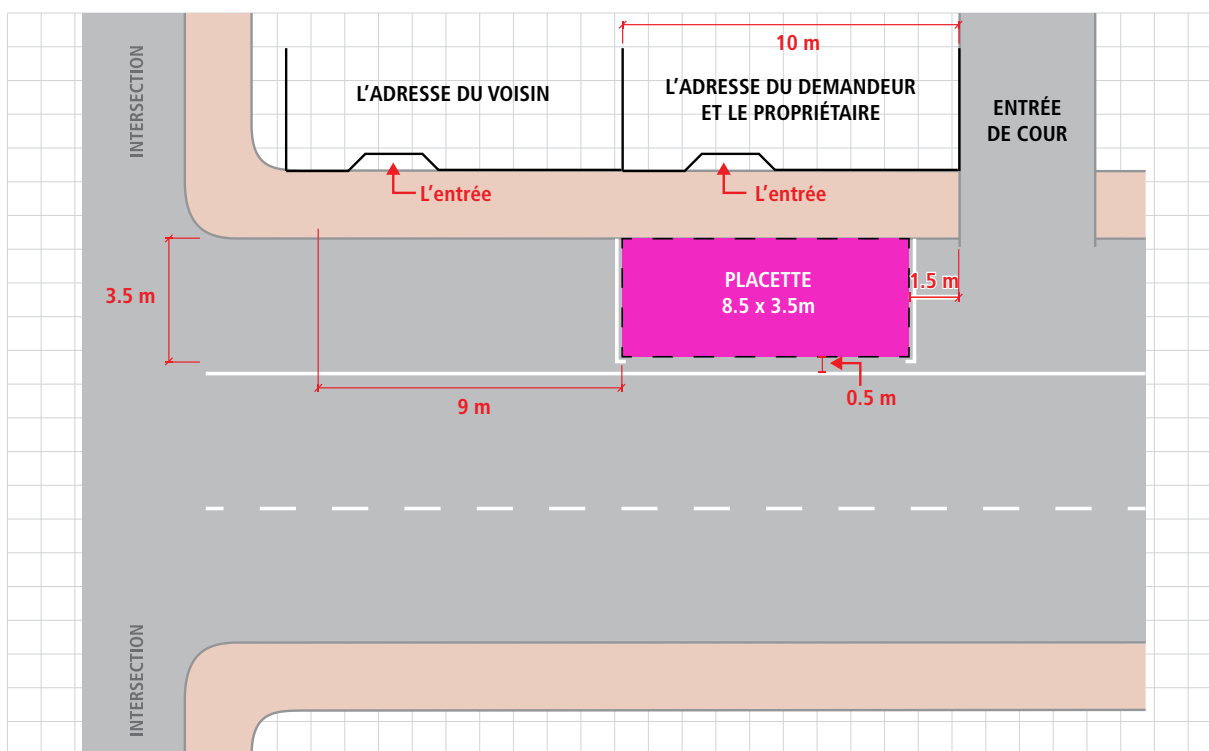 INTERSECTION
10 m
L’ADRESSE DU VOISIN
L’ADRESSE DU DEMANDEUR
ET LE PROPRIÉTAIRE
ENTRÉE
DE COUR
L’entrée
L’entrée
3.5 m
PLACETTE
8.5 x 3.5m
1.5 m
9 m
0.5 m
INTERSECTION